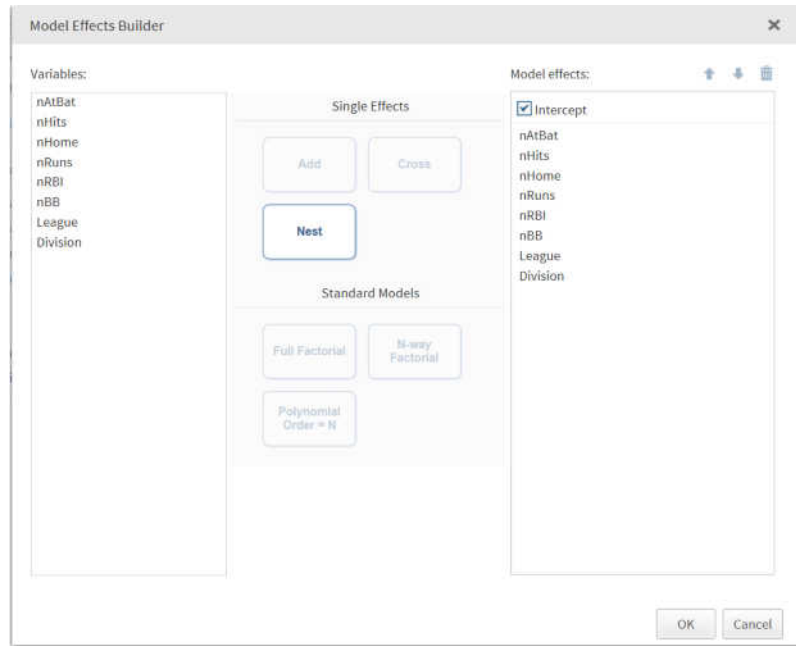 Model Effects Builder
Variables:
nAtBat
nHits
nHome
nRuns
nRBI
nBB
League
Division
Single Effects
Add
Cross
Nest
Standard Models
Full Factorial
N-way
Factorial
Polynomial
Order = N
Model effects:
Intercept
nAtBat
nHits
nHome
nRuns
nRBI
nBB
League
Division
OK
Cancel